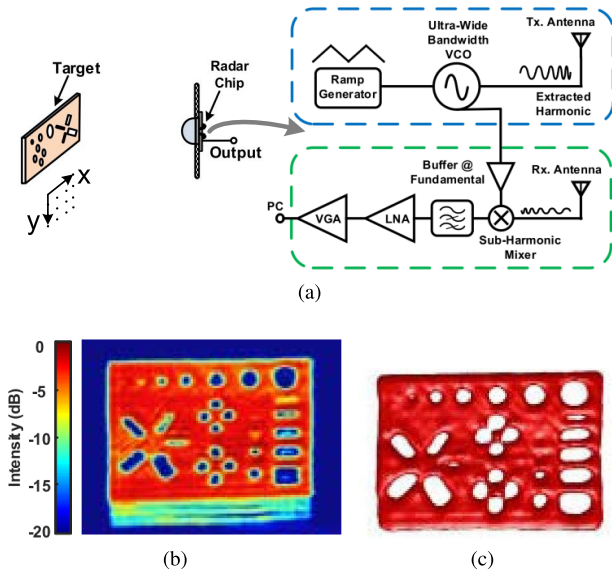 Target
Radar
Chip
Output
x
y
Ramp
Generator
Ultra-Wide
Bandwidth
VCO
Tx. Antenna
Extracted
Harmonic
Buffer @
Fundamental
Rx. Antenna
PC
VGA
LNA
Sub-Harmonic
Mixer
(a)
Intensity (dB)
0
-5
-10
-15
-20
(b)
(c)